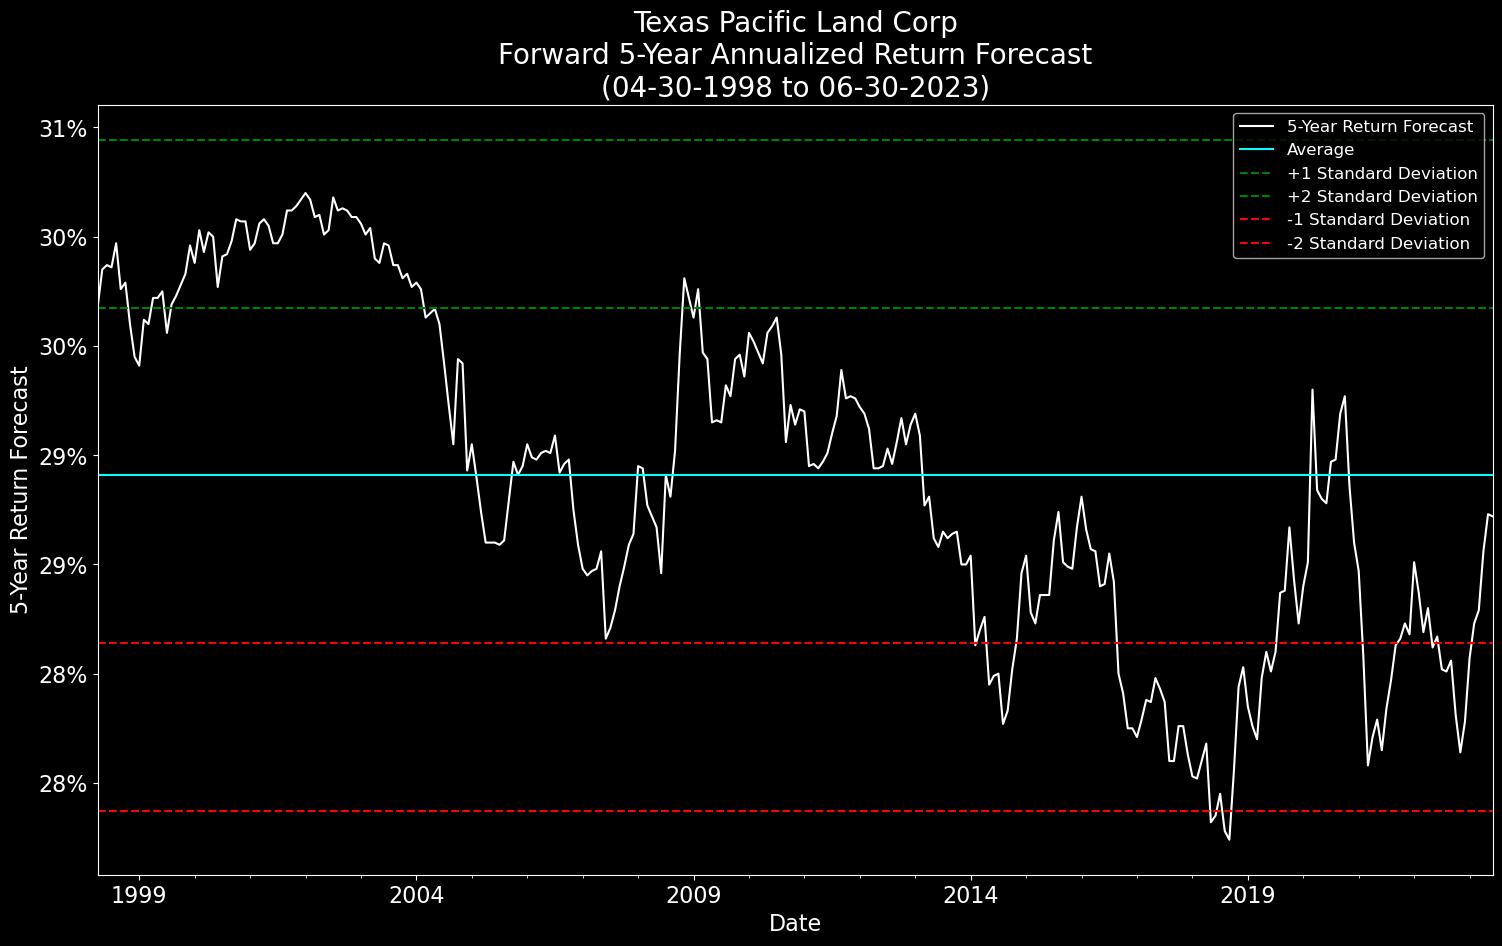 Texas Pacific Land Corp
Forward 5-Year Annualized Return Forecast
(04-30-1998 to 06-30-2023)
31%
30%
30%
29%
29%
28%
28%
5-Year Return Forecast
5-Year Return Forecast
Average
+1 Standard Deviation
+2 Standard Deviation
-1 Standard Deviation
-2 Standard Deviation
1999 2004 2009 2014 2019
Date